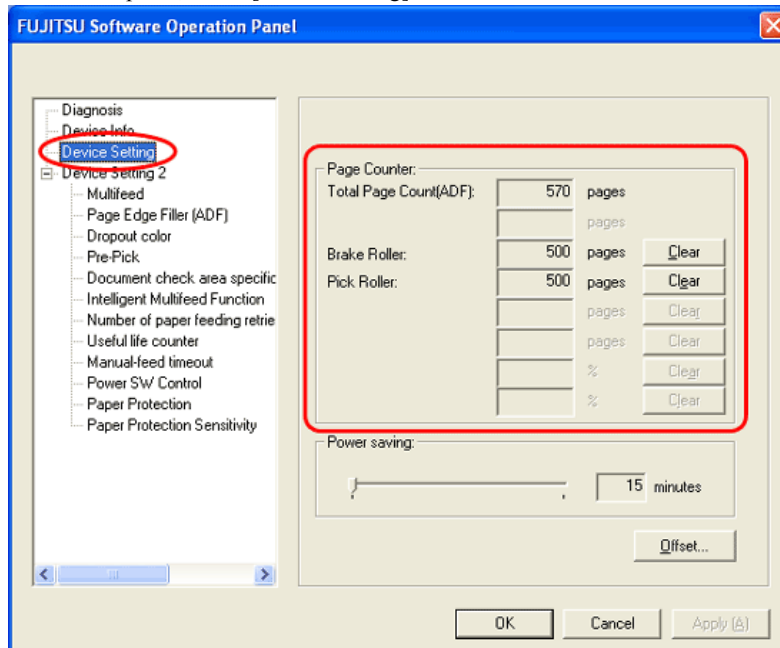 FUJITSU Software Operation Panel
Diagnosis
Device Info
Device Setting
Device Setting 2
Multifeed
Page Edge Filler (ADF)
Dropout color
Pre-Pick
Document check area specific
Intelligent Multifeed Function
Number of paper feeding retrie
Useful life counter
Manual-feed timeout
Power SW Control
Paper Protection
Paper Protection Sensitivity
Page Counter:
Total Page Count(ADF): 570 pages
pages
Brake Roller: 500 pages Clear
Pick Roller: 500 pages Clear
pages Clear
pages Clear
% Clear
% Clear
Power saving:
15 minutes
Offset...
OK Cancel Apply (A)